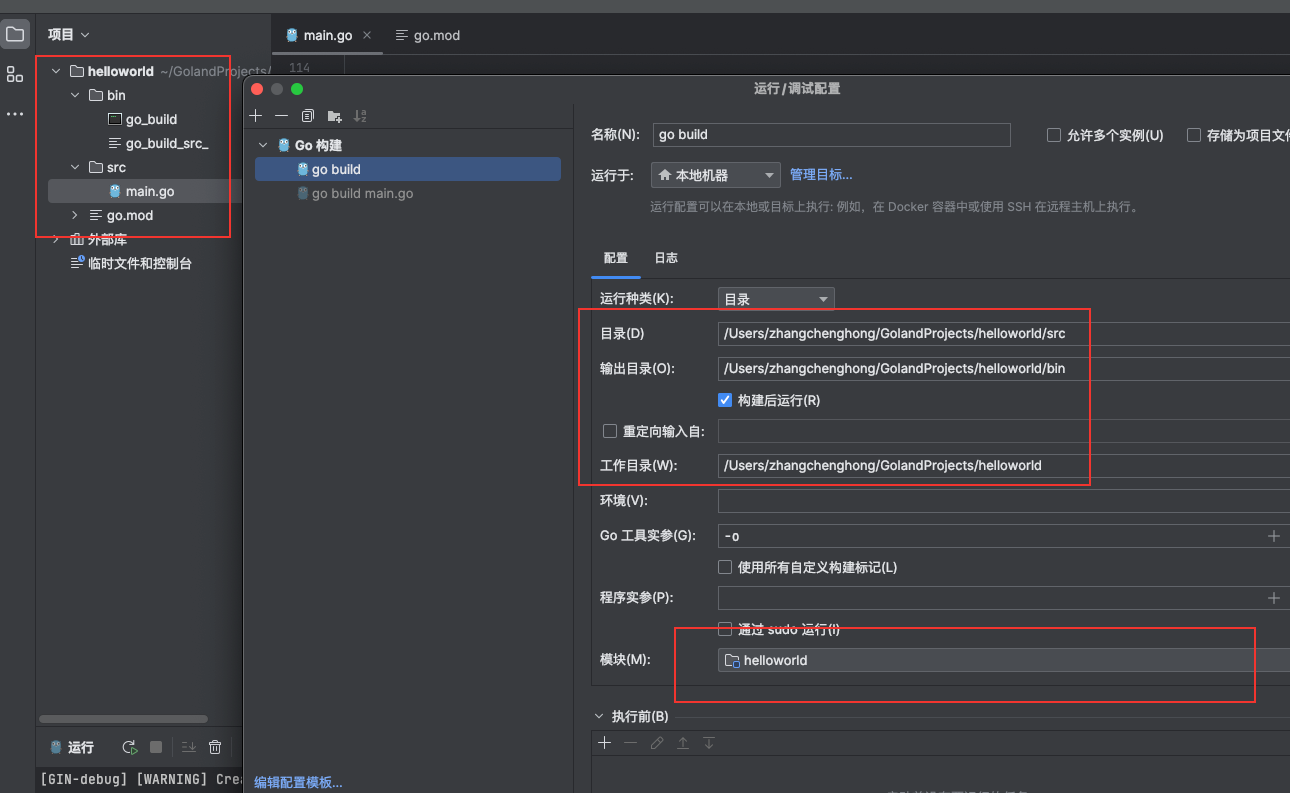 项目
main.go
go.mod
114
helloworld ~/GolandProjects/
bin
go_build
go_build_src_
src
main.go
go.mod
外部库
临时文件和控制台
运行
[GIN-debug] [WARNING] Crea
运行/调试配置
Go 构建
go build
go build main.go
编辑配置模板...
名称(N):
go build
允许多个实例(U)
存储为项目文件
运行于:
本地机器
管理目标...
运行配置可以在本地或目标上执行: 例如，在 Docker 容器中或使用 SSH 在远程主机上执行。
配置
日志
运行种类(K):
目录
目录(D)
/Users/zhangchenghong/GolandProjects/helloworld/src
输出目录(O):
/Users/zhangchenghong/GolandProjects/helloworld/bin
构建后运行(R)
重定向输入自:
工作目录(W):
/Users/zhangchenghong/GolandProjects/helloworld
环境(V):
Go 工具实参(G):
-o
使用所有自定义构建标记(L)
程序实参(P):
通过 sudo 运行(I)
模块(M):
helloworld
执行前(B)